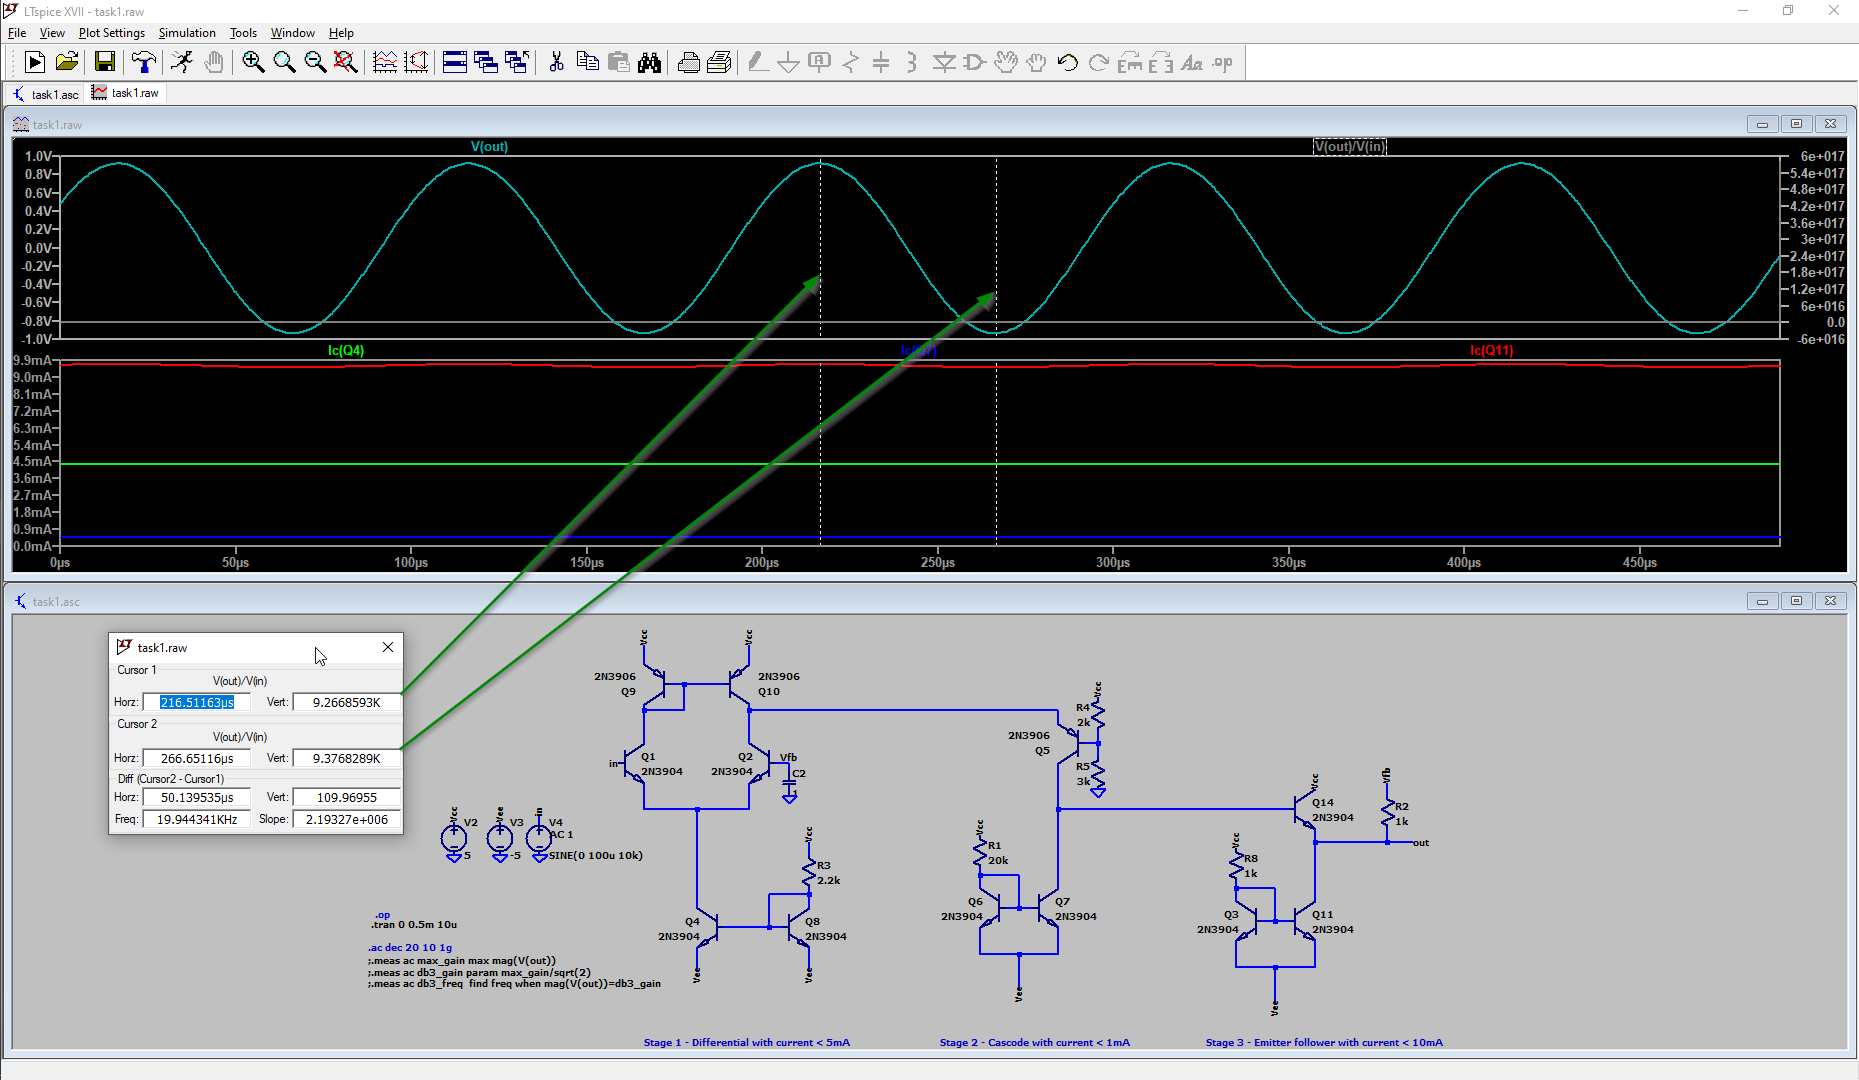 LTspice XVII - task1.raw
File View Plot Settings Simulation Tools Window Help
task1.asc task1.raw
task1.raw
V(out) V(out)/V(in)
1.0V
0.8V
0.6V
0.4V
0.2V
0.0V
-0.2V
-0.4V
-0.6V
-0.8V
-1.0V
6e+017
5.4e+017
4.8e+017
4.2e+017
3.6e+017
3e+017
2.4e+017
1.8e+017
1.2e+017
6e+016
0.0
-6e+016
Ic(Q4) Ic(Q7) Ic(Q11)
9.9mA
9.0mA
8.1mA
7.2mA
6.3mA
5.4mA
4.5mA
3.6mA
2.7mA
1.8mA
0.9mA
0.0mA
0µs 50µs 100µs 150µs 200µs 250µs 300µs 350µs 400µs 450µs
task1.asc
task1.raw
Cursor 1
V(out)/V(in)
Horz: 216.51163µs Vert: 9.2668593K
Cursor 2
V(out)/V(in)
Horz: 266.65116µs Vert: 9.3768289K
Diff (Cursor2 - Cursor1)
Horz: 50.139535µs Vert: 109.96955
Freq: 19.944341KHz Slope: 2.19327e+006
Vcc
V2
5
Vee
V3
-5
in
V4
AC 1
SINE(0 100u 10k)
.op
.tran 0 0.5m 10u
.ac dec 20 10 1g
;.meas ac max_gain max mag(V(out))
;.meas ac db3_gain param max_gain/sqrt(2)
;.meas ac db3_freq find freq when mag(V(out))=db3_gain
Vcc
Vcc
2N3906
Q9
2N3906
Q10
in
Q1
2N3904
Q2
2N3904
Vfb
C2
1
Vcc
R3
2.2k
Q4
2N3904
Q8
2N3904
Vee
Vee
Vcc
R4
2k
2N3906
Q5
R5
3k
Vcc
R1
20k
Q6
2N3904
Q7
2N3904
Vee
Vcc
Q14
2N3904
Vfb
R2
1k
out
Vcc
R8
1k
Q3
2N3904
Q11
2N3904
Vee
Stage 1 - Differential with current < 5mA
Stage 2 - Cascode with current < 1mA
Stage 3 - Emitter follower with current < 10mA